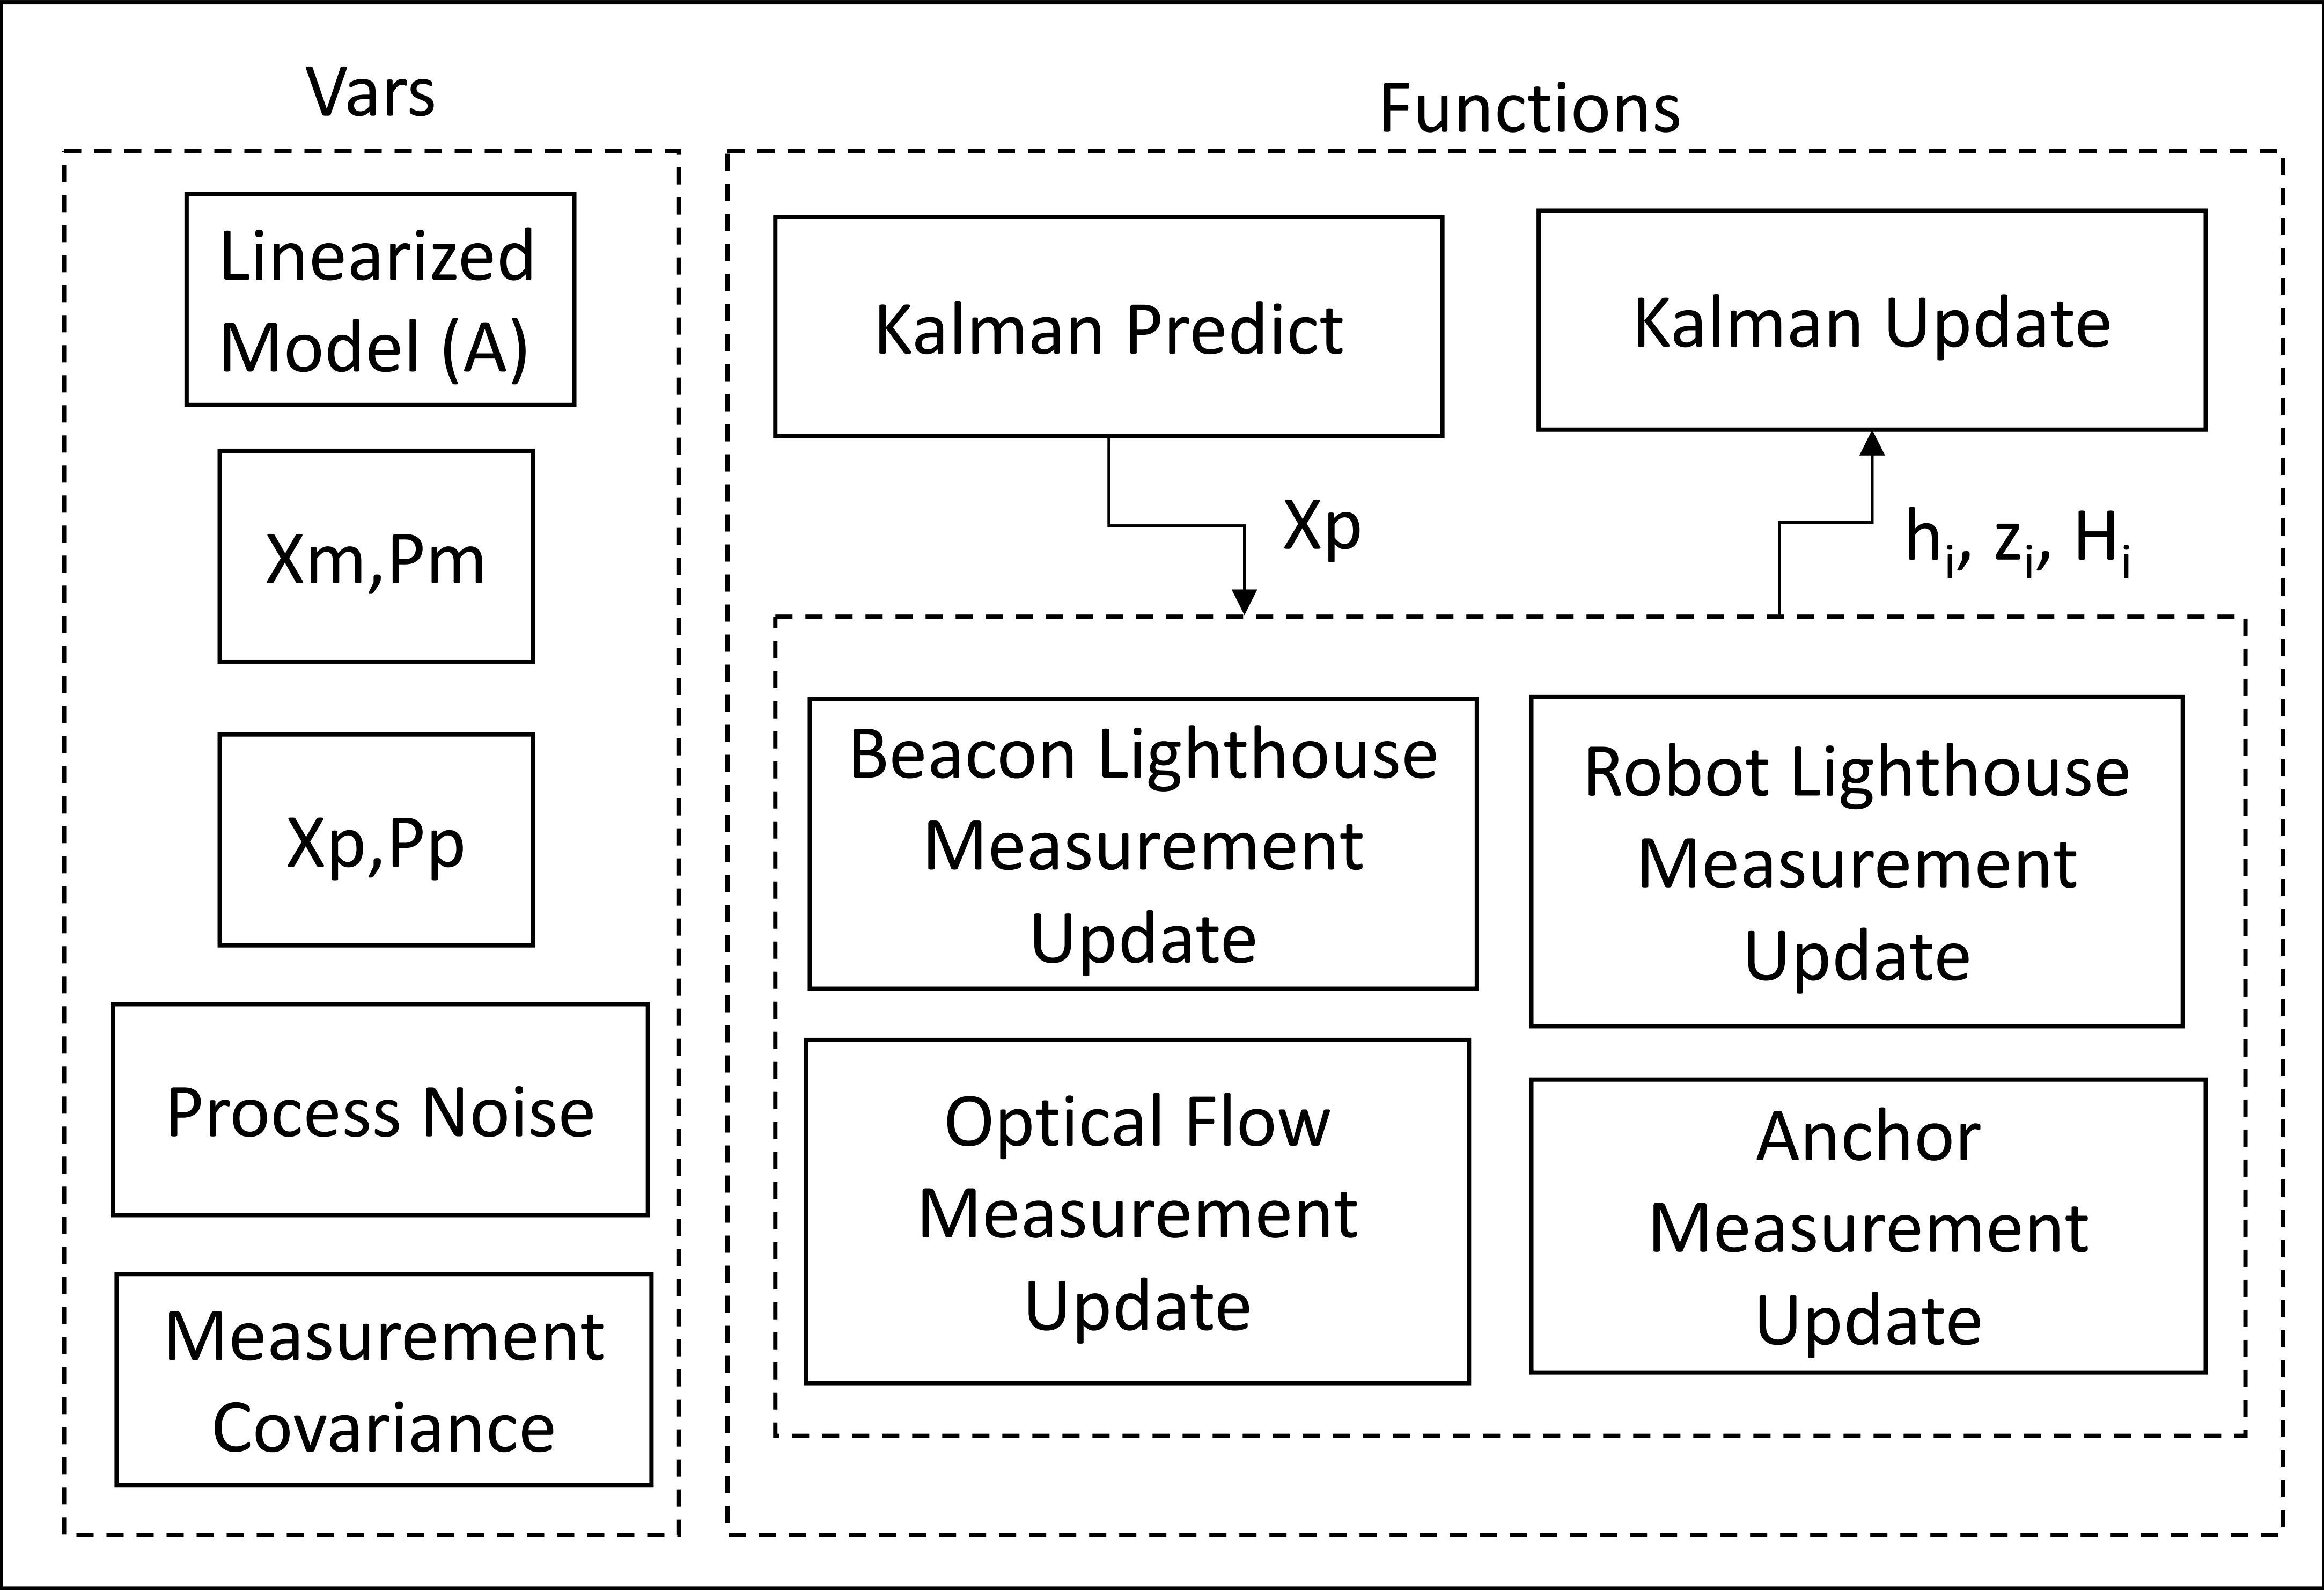 Vars
Linearized
Model (A)
Xm,Pm
Xp,Pp
Process Noise
Measurement
Covariance
Functions
Kalman Predict
Kalman Update
Xp
hᵢ, zᵢ, Hᵢ
Beacon Lighthouse
Measurement
Update
Robot Lighthouse
Measurement
Update
Optical Flow
Measurement
Update
Anchor
Measurement
Update